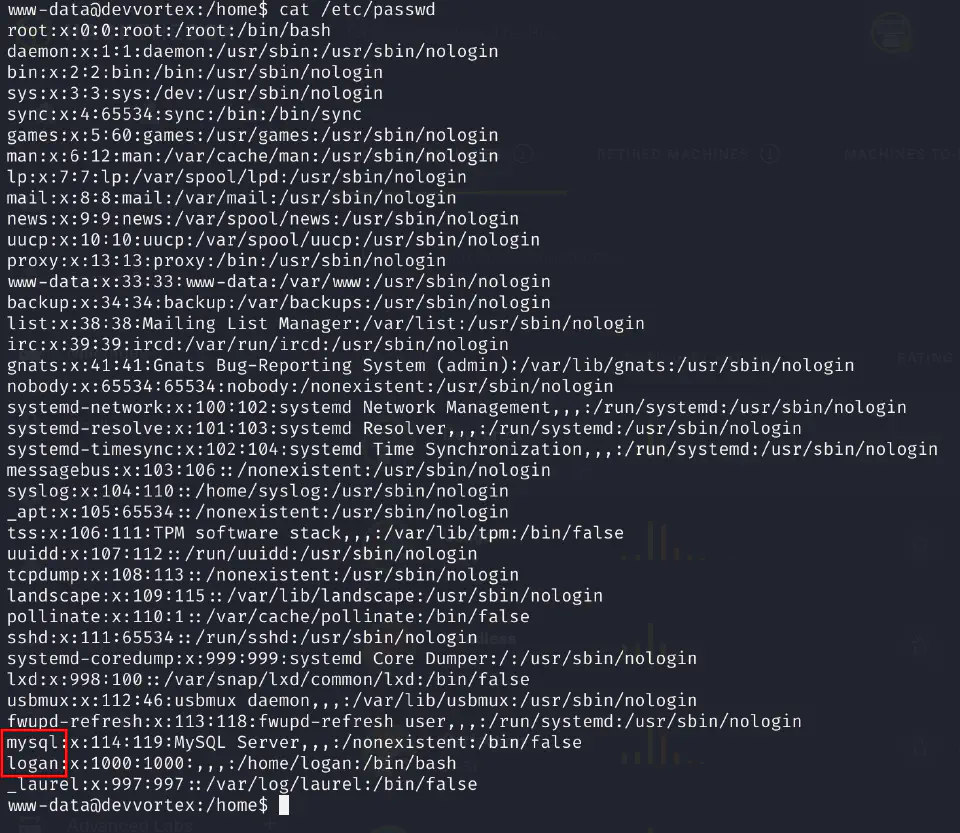 www-data@devvortex:/home$ cat /etc/passwd
root:x:0:0:root:/root:/bin/bash
daemon:x:1:1:daemon:/usr/sbin:/usr/sbin/nologin
bin:x:2:2:bin:/bin:/usr/sbin/nologin
sys:x:3:3:sys:/dev:/usr/sbin/nologin
sync:x:4:65534:sync:/bin:/bin/sync
games:x:5:60:games:/usr/games:/usr/sbin/nologin
man:x:6:12:man:/var/cache/man:/usr/sbin/nologin
RETIRED MACHINES
MACHINES TO
lp:x:7:7:lp:/var/spool/lpd:/usr/sbin/nologin
mail:x:8:8:mail:/var/mail:/usr/sbin/nologin
news:x:9:9:news:/var/spool/news:/usr/sbin/nologin
uucp:x:10:10:uucp:/var/spool/uucp:/usr/sbin/nologin
proxy:x:13:13:proxy:/bin:/usr/sbin/nologin
www-data:x:33:33:www-data:/var/www:/usr/sbin/nologin
backup:x:34:34:backup:/var/backups:/usr/sbin/nologin
list:x:38:38:Mailing List Manager:/var/list:/usr/sbin/nologin
irc:x:39:39:ircd:/var/run/ircd:/usr/sbin/nologin
RATING
gnats:x:41:41:Gnats Bug-Reporting System (admin):/var/lib/gnats:/usr/sbin/nologin
nobody:x:65534:65534:nobody:/nonexistent:/usr/sbin/nologin
systemd-network:x:100:102:systemd Network Management,,,:/run/systemd:/usr/sbin/nologin
systemd-resolve:x:101:103:systemd Resolver,,,:/run/systemd:/usr/sbin/nologin
systemd-timesync:x:102:104:systemd Time Synchronization,,,:/run/systemd:/usr/sbin/nologin
messagebus:x:103:106::/nonexistent:/usr/sbin/nologin
syslog:x:104:110::/home/syslog:/usr/sbin/nologin
_apt:x:105:65534::/nonexistent:/usr/sbin/nologin
tss:x:106:111:TPM software stack,,,:/var/lib/tpm:/bin/false
uuidd:x:107:112::/run/uuidd:/usr/sbin/nologin
tcpdump:x:108:113::/nonexistent:/usr/sbin/nologin
landscape:x:109:115::/var/lib/landscape:/usr/sbin/nologin
pollinate:x:110:1::/var/cache/pollinate:/bin/false
sshd:x:111:65534::/run/sshd:/usr/sbin/nologin
systemd-coredump:x:999:999:systemd Core Dumper:/:/usr/sbin/nologin
lxd:x:998:100::/var/snap/lxd/common/lxd:/bin/false
usbmux:x:112:46:usbmux daemon,,,:/var/lib/usbmux:/usr/sbin/nologin
fwupd-refresh:x:113:118:fwupd-refresh user,,,:/run/systemd:/usr/sbin/nologin
mysql:x:114:119:MySQL Server,,,:/nonexistent:/bin/false
logan:x:1000:1000:,,,:/home/logan:/bin/bash
_laurel:x:997:997::/var/log/laurel:/bin/false
www-data@devvortex:/home$
Advanced Labs